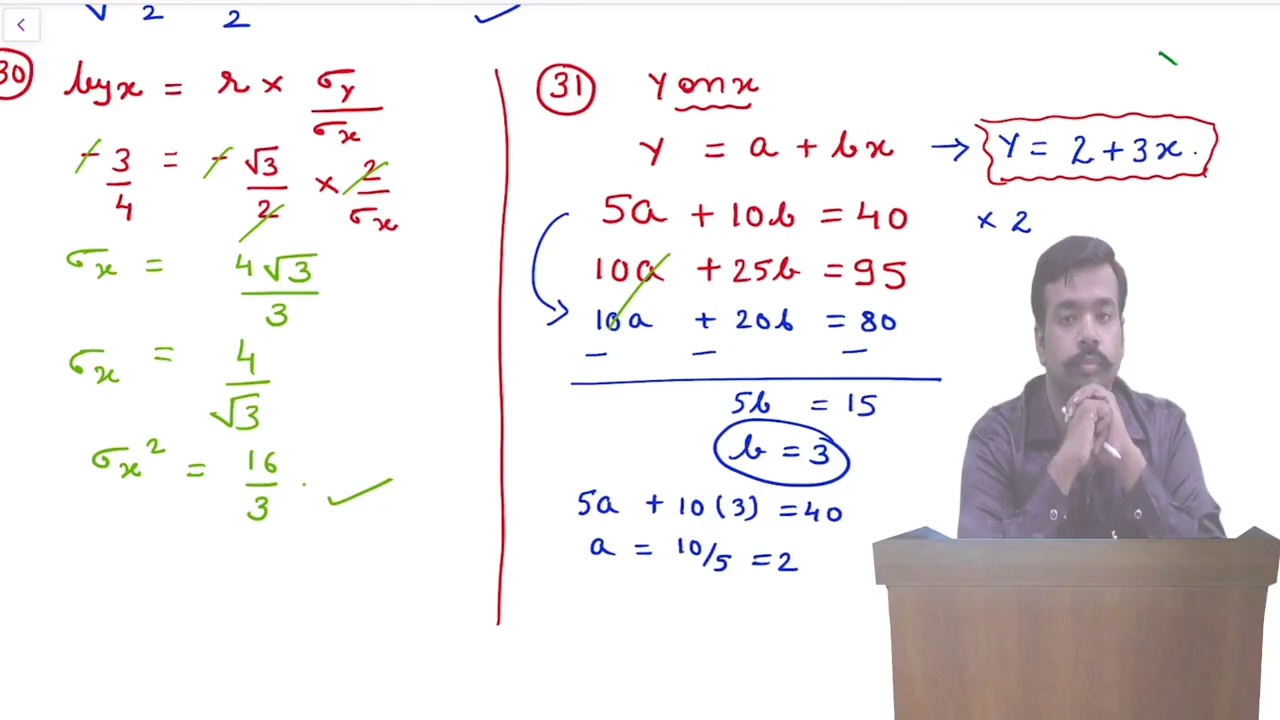 √ 2 2
30 byx = r × σy/σx
-3/4 = -√3/2 × 2/σx
σx = 4√3/3
σx = 4/√3
σx² = 16/3.
31 Y on x
Y = a + bx → Y = 2 + 3x.
5a + 10b = 40 × 2
10a + 25b = 95
10a + 20b = 80
− − −
5b = 15
b = 3
5a + 10(3) = 40
a = 10/5 = 2